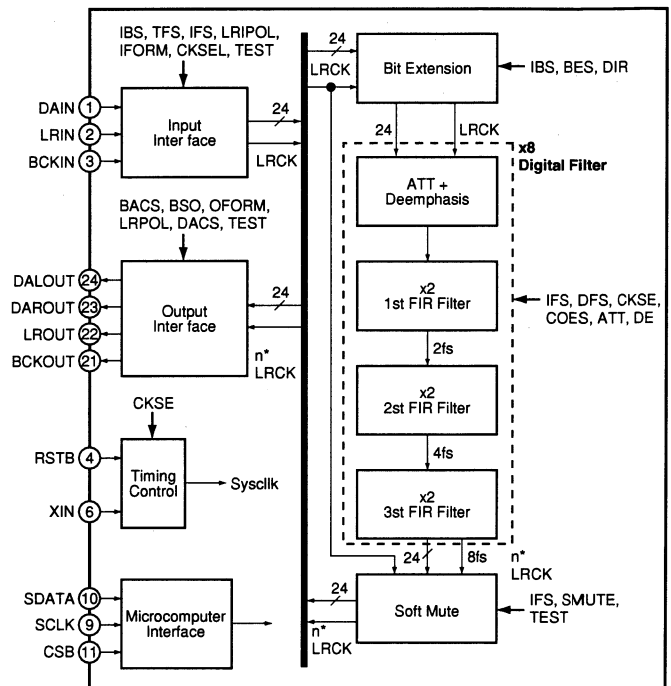 IBS, TFS, IFS, LRIPOL,
IFORM, CKSEL, TEST
DAIN 1
LRIN 2
BCKIN 3
Input
Inter face
24
LRCK
24
LRCK
Bit Extension
IBS, BES, DIR
24
LRCK
x8
Digital Filter
ATT +
Deemphasis
x2
1st FIR Filter
2fs
x2
2st FIR Filter
4fs
x2
3st FIR Filter
IFS, DFS, CKSE,
COES, ATT, DE
24
8fs
n*
LRCK
Soft Mute
IFS, SMUTE,
TEST
24
n*
LRCK
BACS, BSO, OFORM,
LRPOL, DACS, TEST
DALOUT 24
DAROUT 23
LROUT 22
BCKOUT 21
Output
Inter face
24
n*
LRCK
CKSE
RSTB 4
XIN 6
Timing
Control
Syscllk
SDATA 10
SCLK 9
CSB 11
Microcomputer
Interface